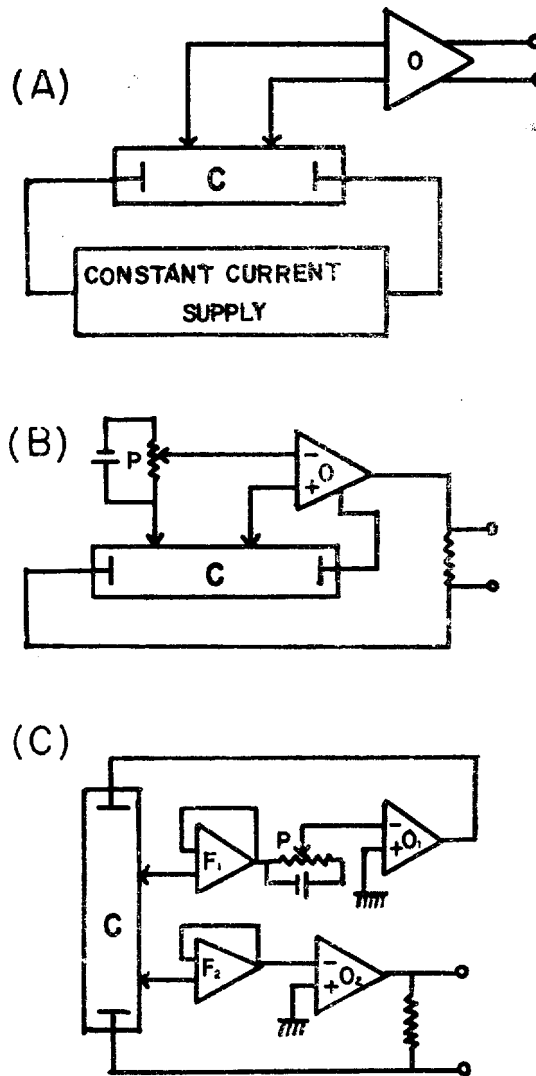 (A)
O
C
CONSTANT CURRENT
SUPPLY
(B)
P
-
O
+
C
(C)
P
-
F₁
O₁
+
C
-
F₂
O₂
+